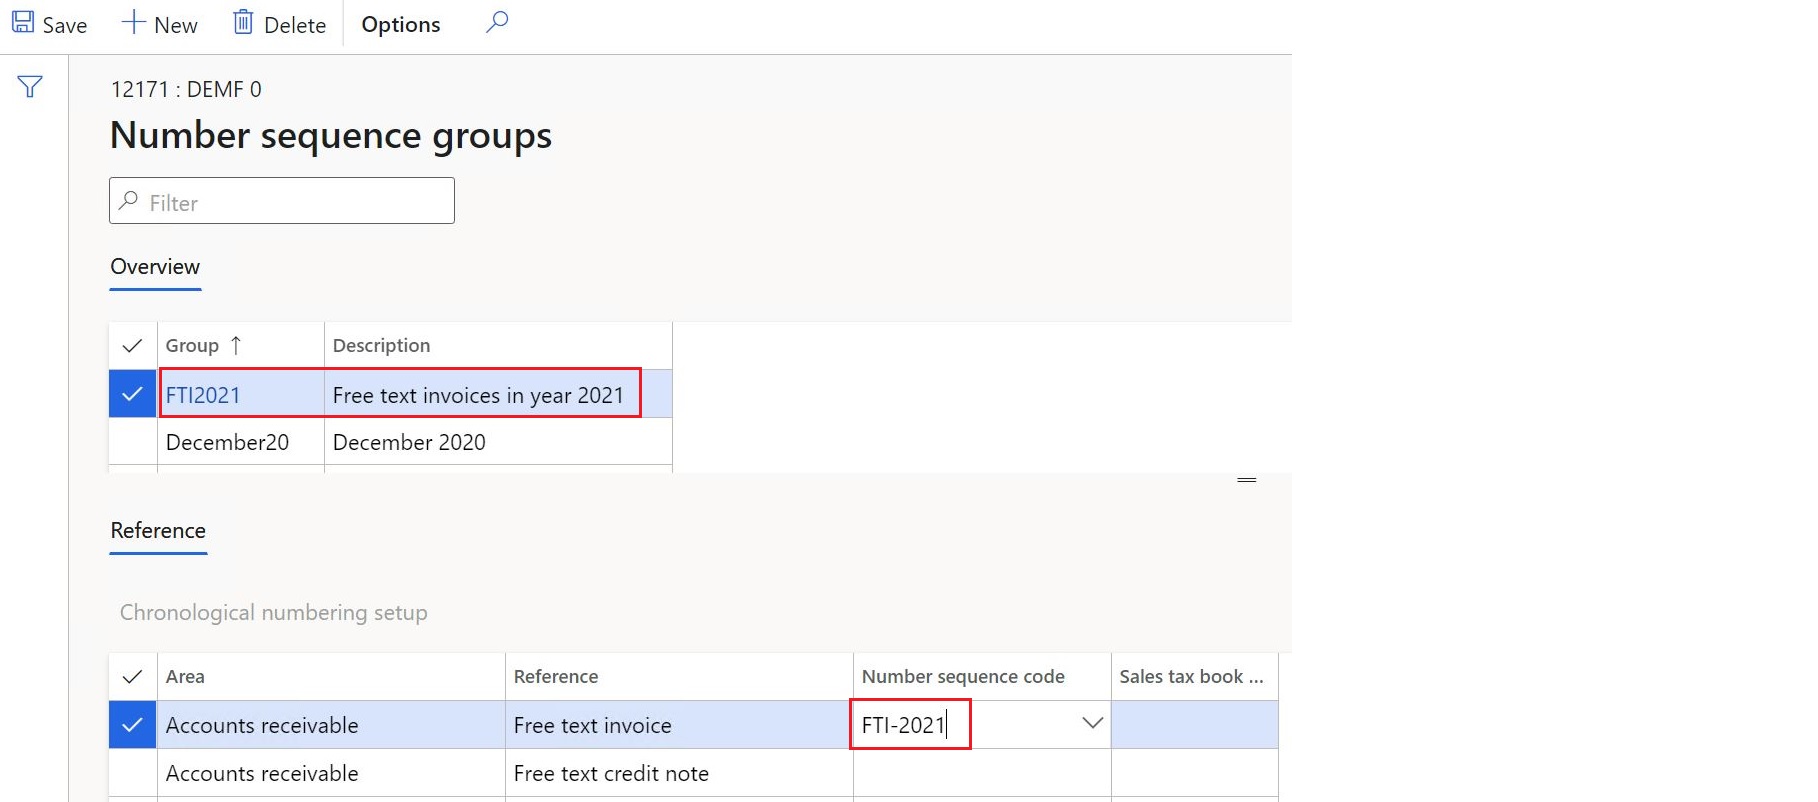 Save New Delete Options
12171 : DEMF 0
Number sequence groups
Filter
Overview
Group ↑ Description
FTI2021 Free text invoices in year 2021
December20 December 2020
Reference
Chronological numbering setup
Area Reference Number sequence code Sales tax book ...
Accounts receivable Free text invoice FTI-2021
Accounts receivable Free text credit note